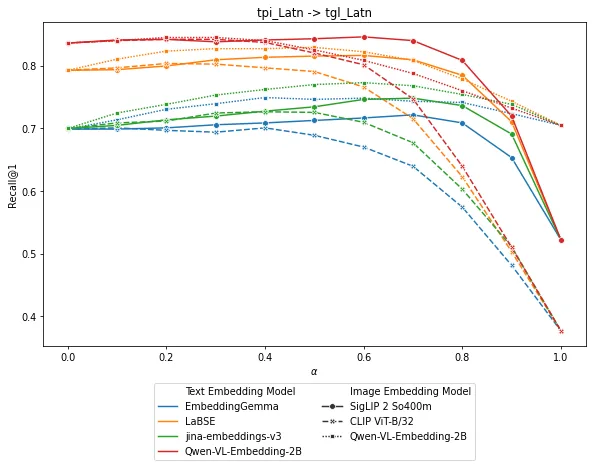 tpi_Latn -> tgl_Latn
Recall@1
0.8
0.7
0.6
0.5
0.4
0.0
0.2
0.4
0.6
0.8
1.0
α
Text Embedding Model
EmbeddingGemma
LaBSE
jina-embeddings-v3
Qwen-VL-Embedding-2B
Image Embedding Model
SigLIP 2 So400m
CLIP ViT-B/32
Qwen-VL-Embedding-2B